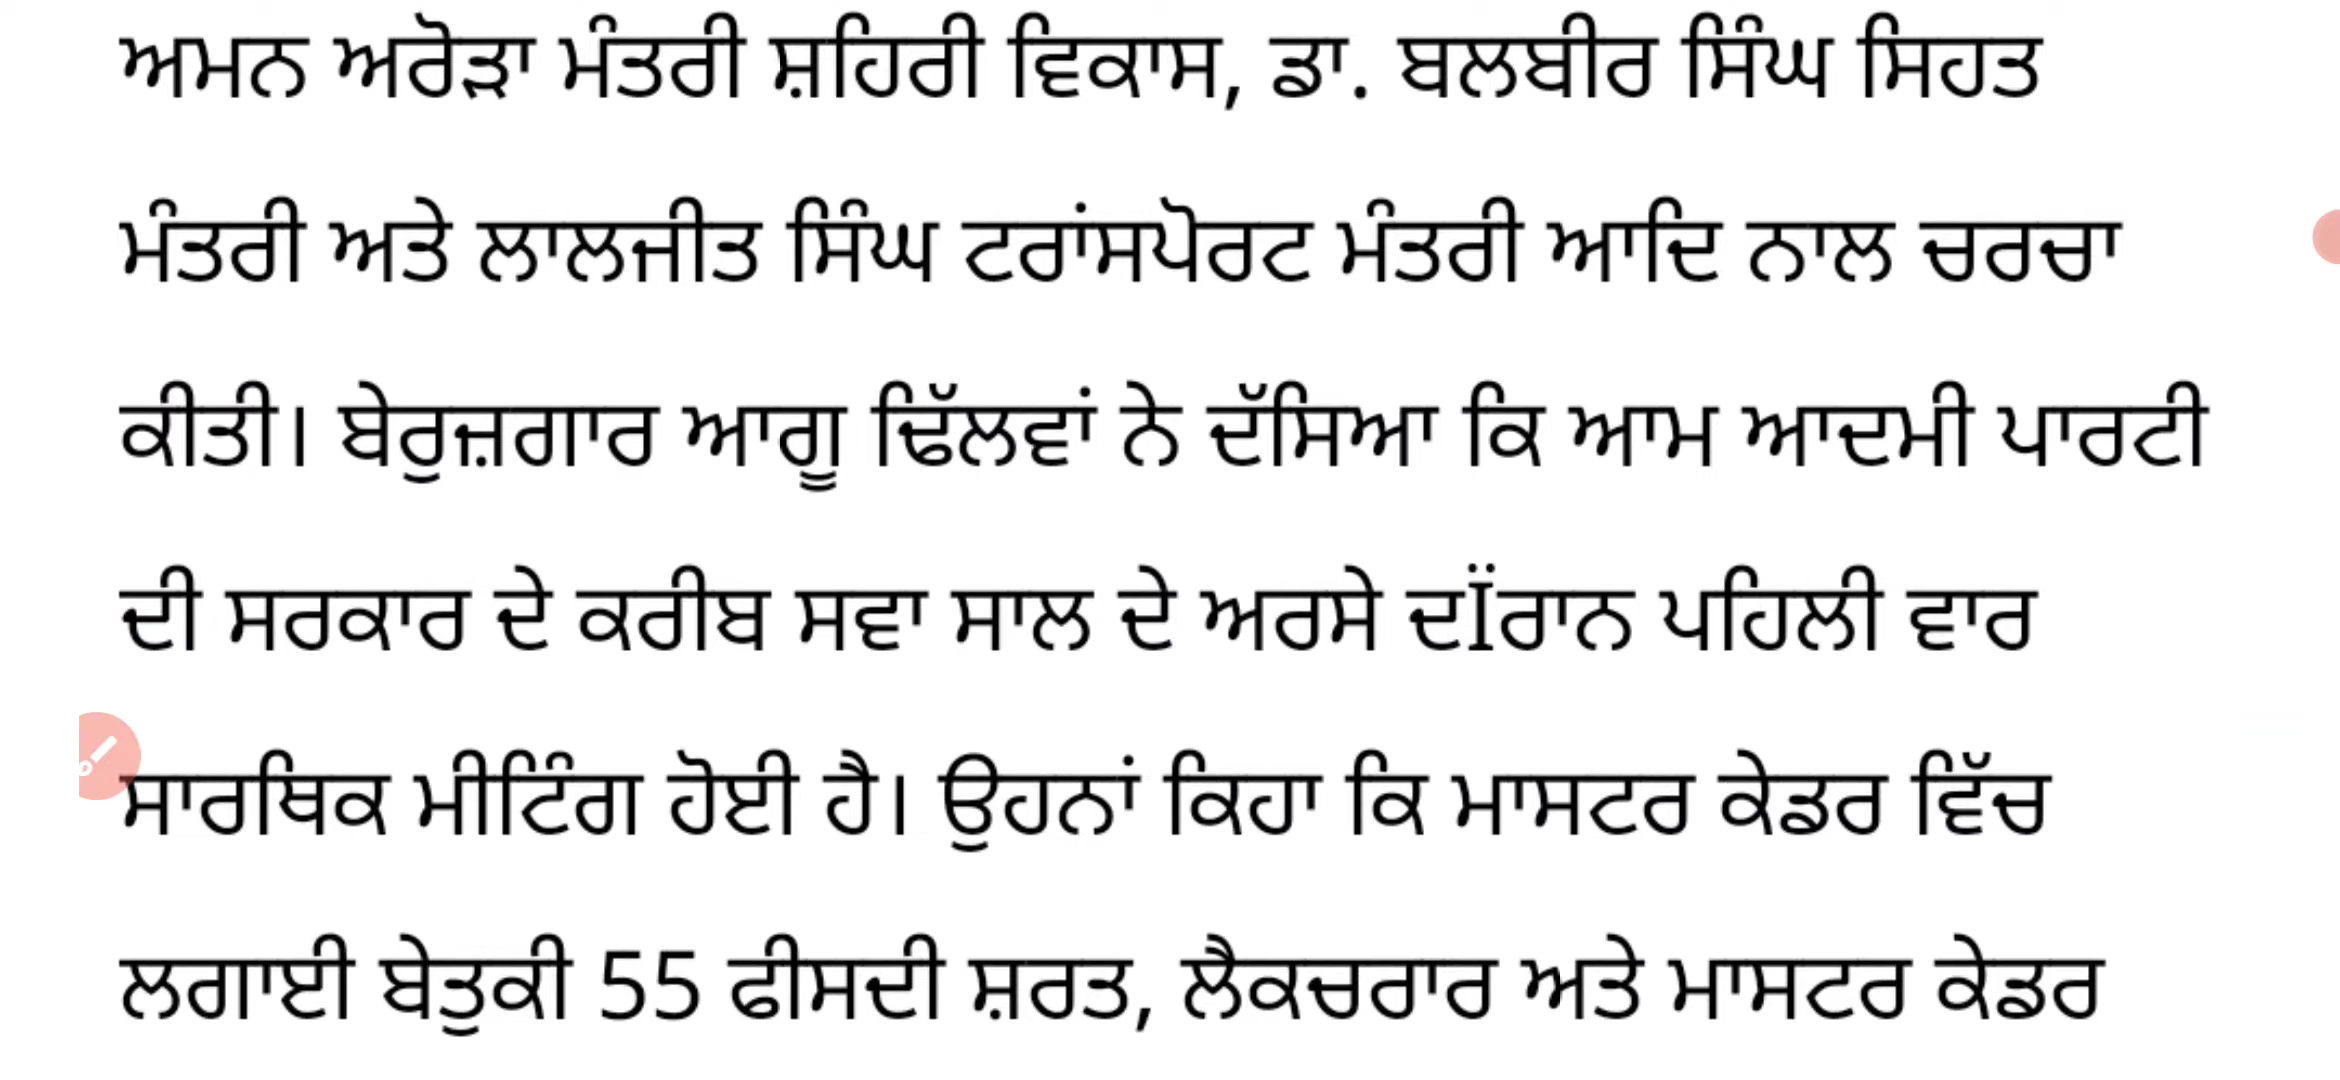 ਅਮਨ ਅਰੋੜਾ ਮੰਤਰੀ ਸ਼ਹਿਰੀ ਵਿਕਾਸ, ਡਾ. ਬਲਬੀਰ ਸਿੰਘ ਸਿਹਤ
ਮੰਤਰੀ ਅਤੇ ਲਾਲਜੀਤ ਸਿੰਘ ਟਰਾਂਸਪੋਰਟ ਮੰਤਰੀ ਆਦਿ ਨਾਲ ਚਰਚਾ
ਕੀਤੀ। ਬੇਰੁਜ਼ਗਾਰ ਆਗੂ ਢਿੱਲਵਾਂ ਨੇ ਦੱਸਿਆ ਕਿ ਆਮ ਆਦਮੀ ਪਾਰਟੀ
ਦੀ ਸਰਕਾਰ ਦੇ ਕਰੀਬ ਸਵਾ ਸਾਲ ਦੇ ਅਰਸੇ ਦÏਰਾਨ ਪਹਿਲੀ ਵਾਰ
ਸਾਰਥਿਕ ਮੀਟਿੰਗ ਹੋਈ ਹੈ। ਉਹਨਾਂ ਕਿਹਾ ਕਿ ਮਾਸਟਰ ਕੇਡਰ ਵਿੱਚ
ਲਗਾਈ ਬੇਤੁਕੀ 55 ਫੀਸਦੀ ਸ਼ਰਤ, ਲੈਕਚਰਾਰ ਅਤੇ ਮਾਸਟਰ ਕੇਡਰ